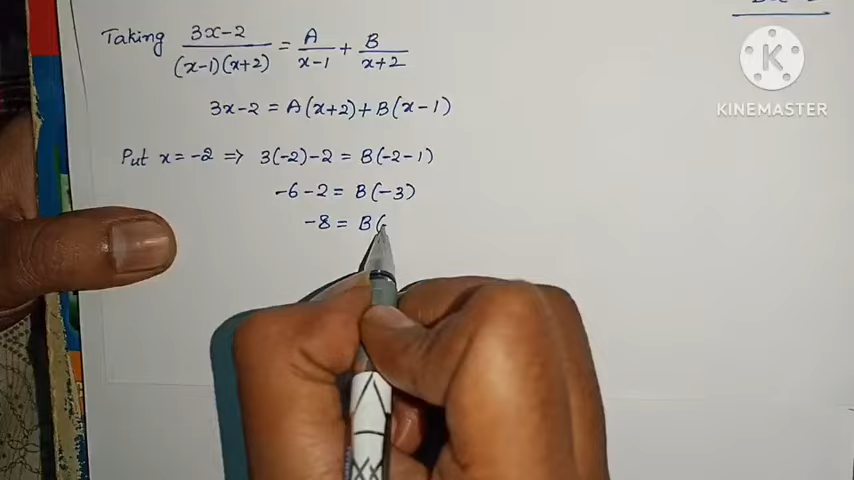 Taking (3x-2)/((x-1)(x+2)) = A/(x-1) + B/(x+2)
3x-2 = A(x+2)+B(x-1)
Put x = -2 ⇒ 3(-2)-2 = B(-2-1)
-6-2 = B(-3)
-8 = B(
K
KINEMASTER